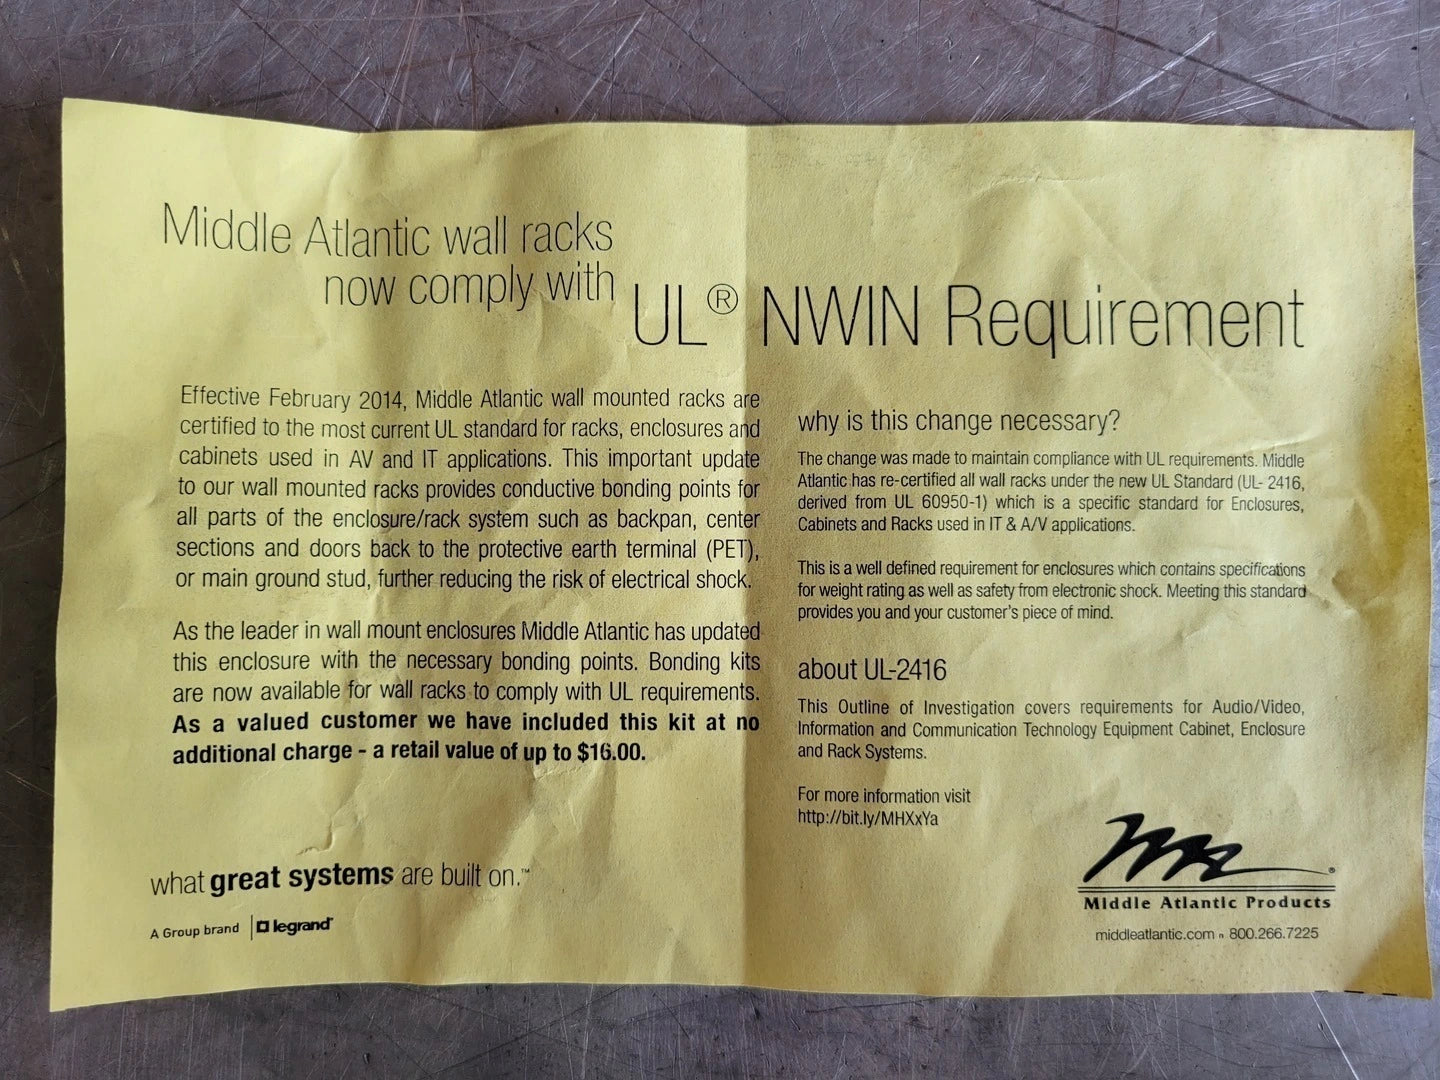 Middle Atlantic wall racks
now comply with
UL® NWIN Requirement
Effective February 2014, Middle Atlantic wall mounted racks are
certified to the most current UL standard for racks, enclosures and
cabinets used in AV and IT applications. This important update
to our wall mounted racks provides conductive bonding points for
all parts of the enclosure/rack system such as backpan, center
sections and doors back to the protective earth terminal (PET),
or main ground stud, further reducing the risk of electrical shock.
As the leader in wall mount enclosures Middle Atlantic has updated
this enclosure with the necessary bonding points. Bonding kits
are now available for wall racks to comply with UL requirements.
As a valued customer we have included this kit at no
additional charge - a retail value of up to $16.00.
what great systems are built on.™
A Group brand legrand®
why is this change necessary?
The change was made to maintain compliance with UL requirements. Middle
Atlantic has re-certified all wall racks under the new UL Standard (UL- 2416,
derived from UL 60950-1) which is a specific standard for Enclosures,
Cabinets and Racks used in IT & A/V applications.
This is a well defined requirement for enclosures which contains specifications
for weight rating as well as safety from electronic shock. Meeting this standard
provides you and your customer's piece of mind.
about UL-2416
This Outline of Investigation covers requirements for Audio/Video,
Information and Communication Technology Equipment Cabinet, Enclosure
and Rack Systems.
For more information visit
http://bit.ly/MHXxYa
®
Middle Atlantic Products
middleatlantic.com n 800.266.7225